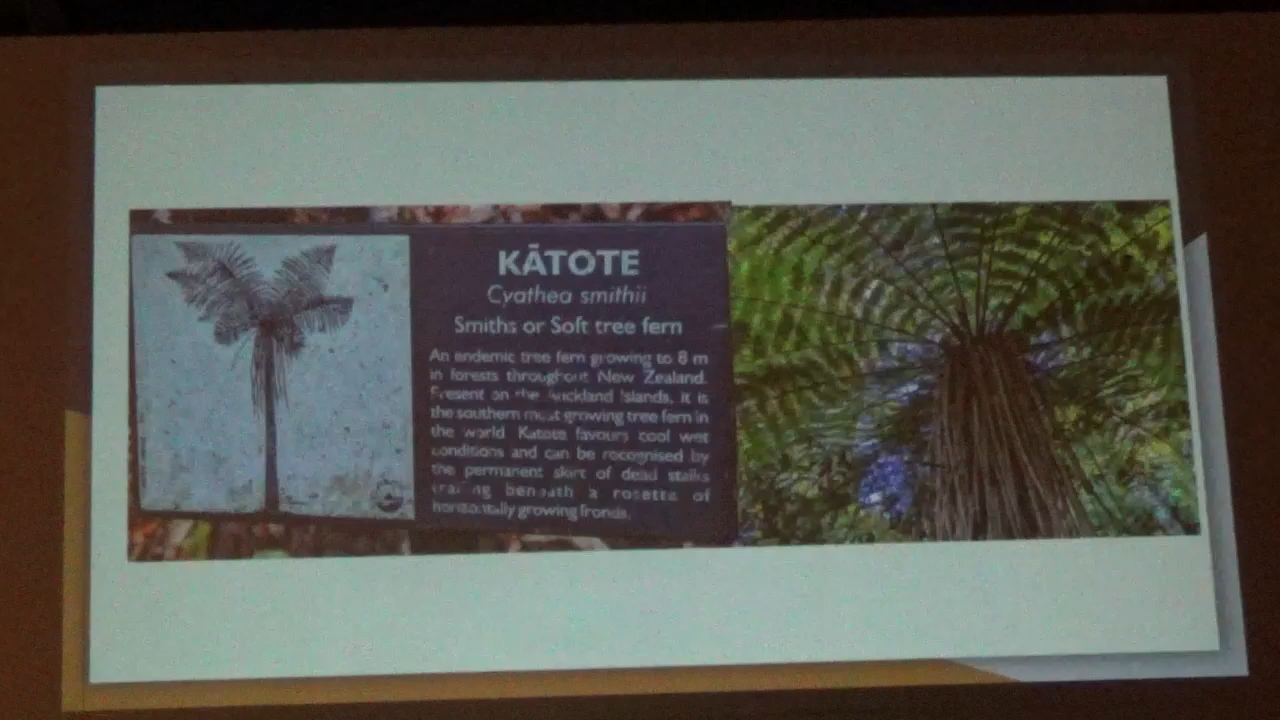 KĀTOTE
Cyathea smithii
Smiths or Soft tree fern
An endemic tree fern growing to 8 m
in forests throughout New Zealand.
Present on the Auckland Islands, it is
the southern most growing tree fern in
the world. Katote favours cool wet
conditions and can be recognised by
the permanent skirt of dead stalks
trailing beneath a rosette of
horizontally growing fronds.